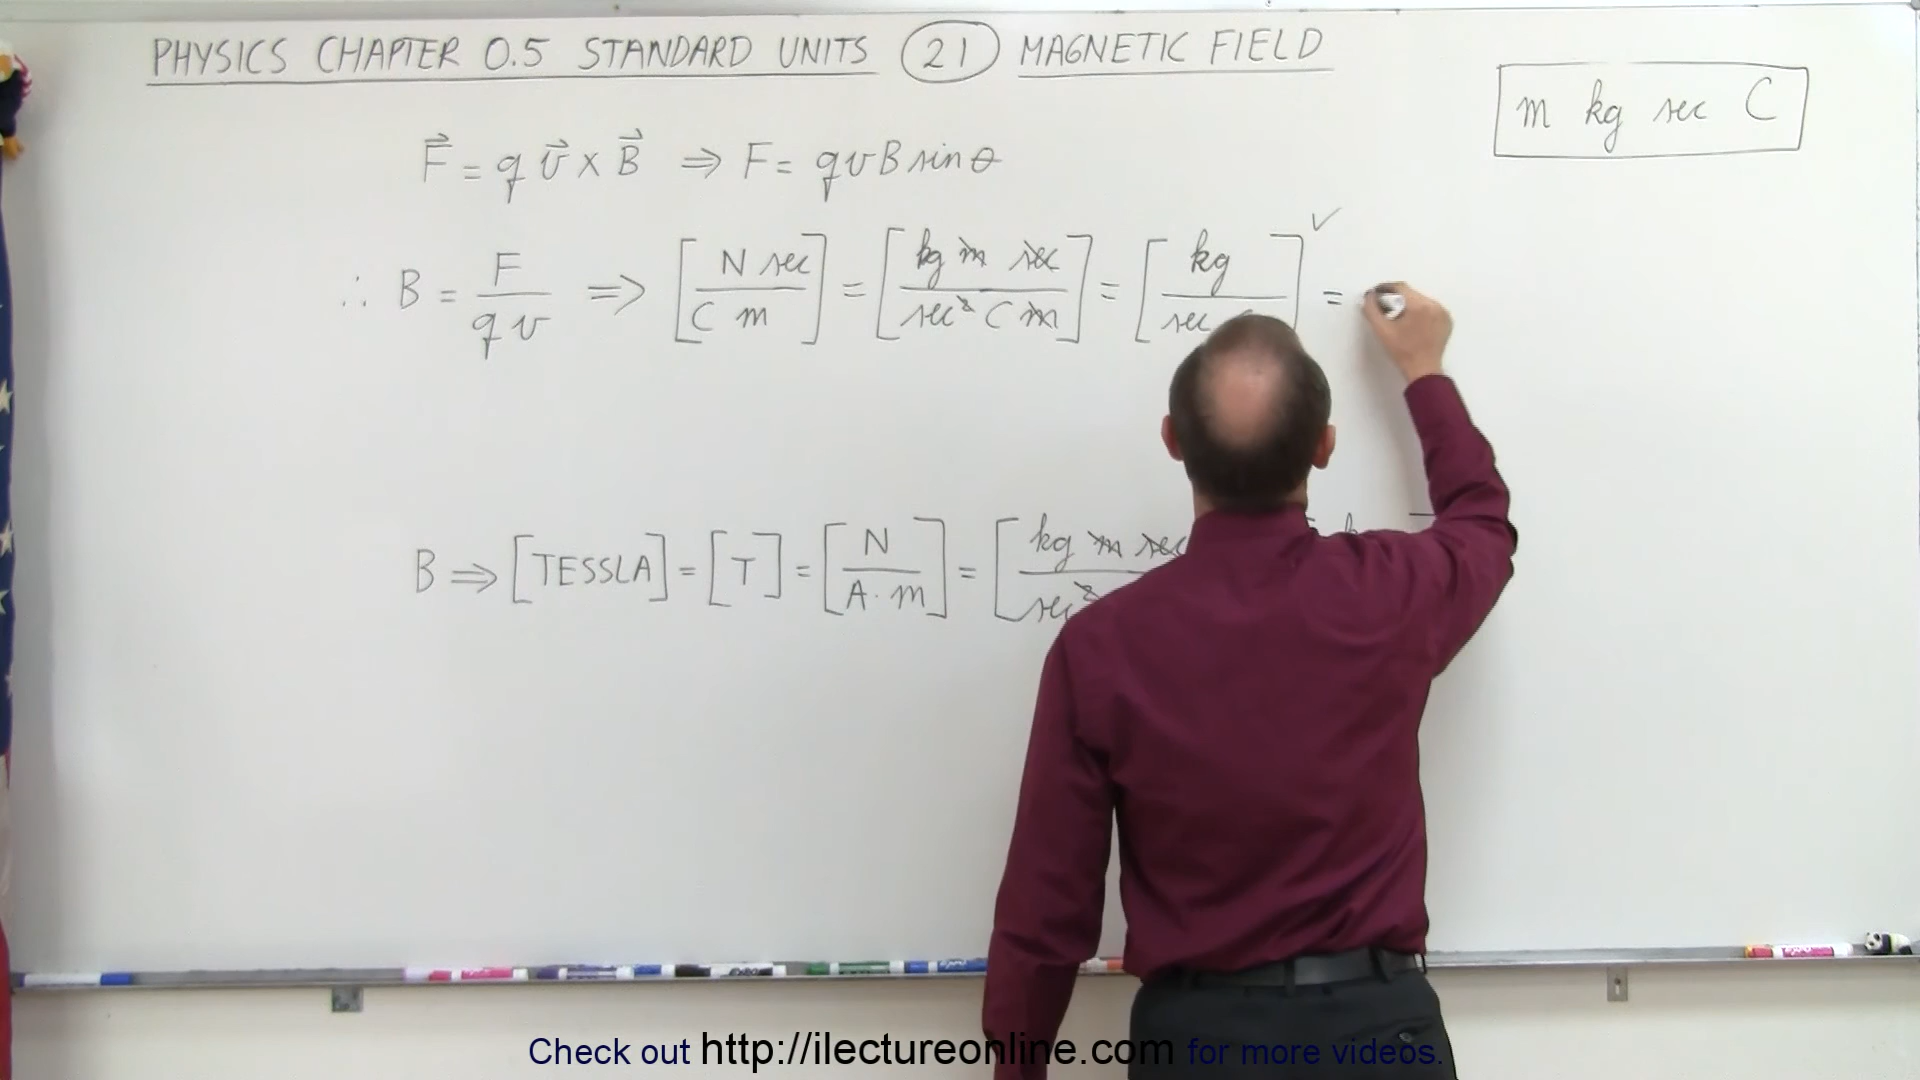 PHYSICS CHAPTER 0.5 STANDARD UNITS 21 MAGNETIC FIELD
m kg sec C
F⃗ = q v⃗ × B⃗ ⇒ F = qvB sin θ
∴ B = F / q v ⇒ [N sec / C m] = [kg m sec / sec² C m] = [kg / sec ] ✓ =
B ⇒ [TESSLA] = [T] = [N / A · m] = [kg m sec / sec²
Check out http://ilectureonline.com for more videos.